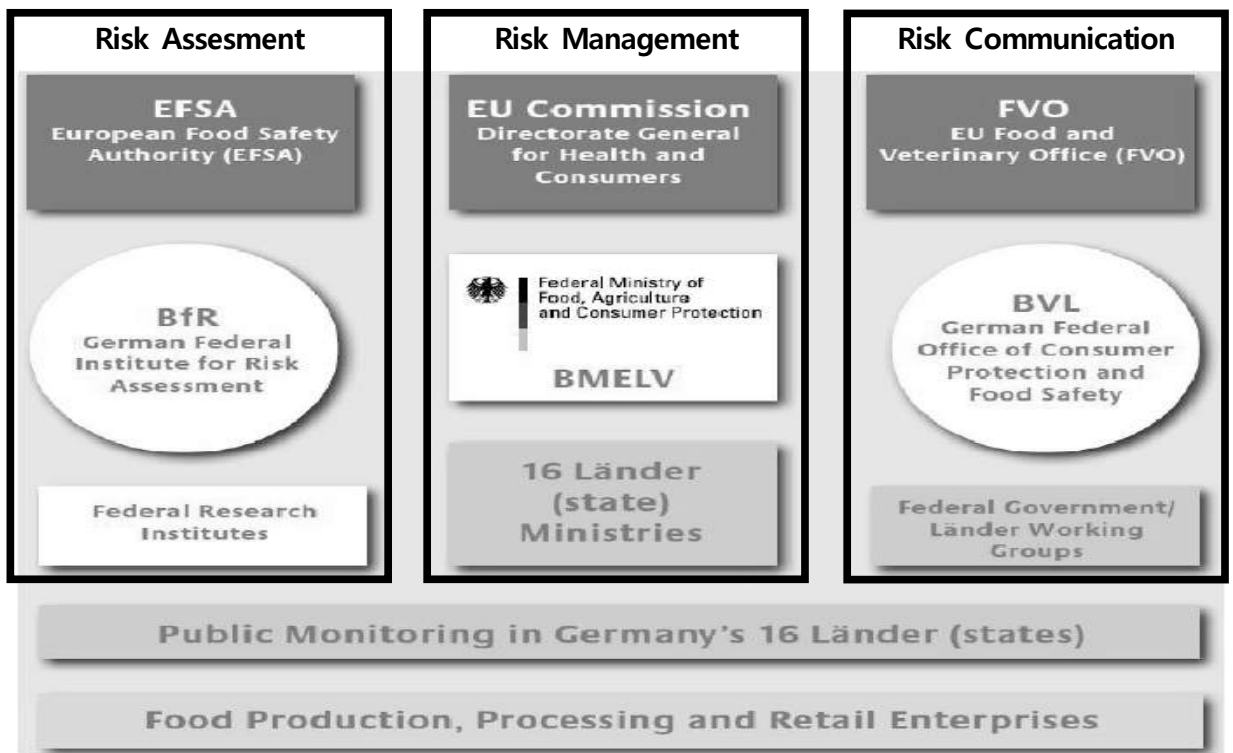 Risk Assesment
EFSA
European Food Safety
Authority (EFSA)
BfR
German Federal
Institute for Risk
Assessment
Federal Research
Institutes
Risk Management
EU Commission
Directorate General
for Health and
Consumers
Federal Ministry of
Food, Agriculture
and Consumer Protection
BMELV
16 Länder
(state)
Ministries
Risk Communication
FVO
EU Food and
Veterinary Office (FVO)
BVL
German Federal
Office of Consumer
Protection and
Food Safety
Federal Government/
Länder Working
Groups
Public Monitoring in Germany's 16 Länder (states)
Food Production, Processing and Retail Enterprises